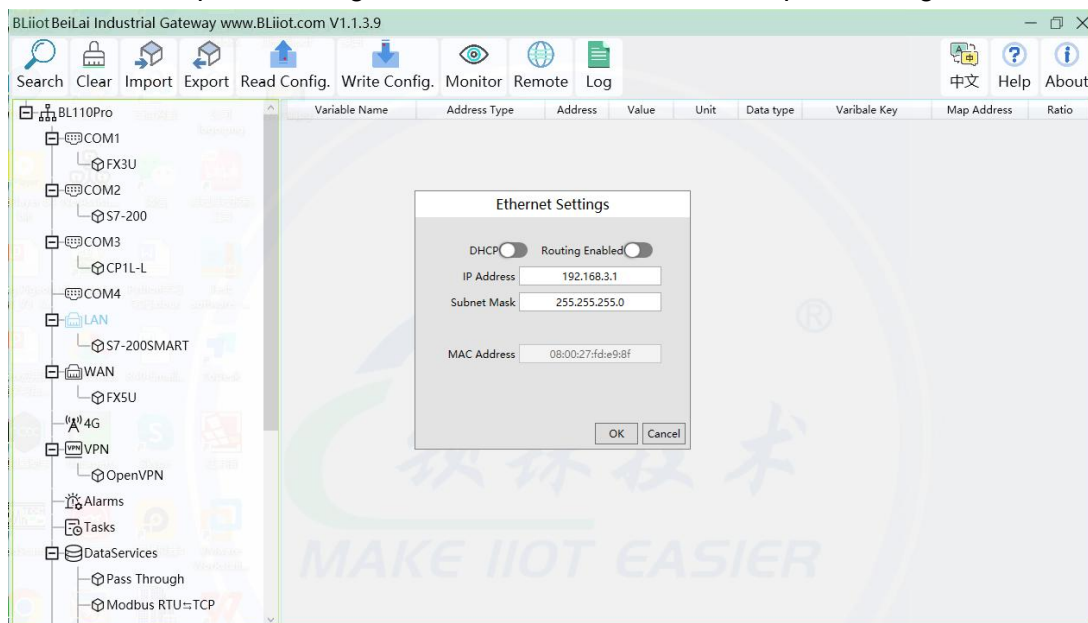 BLiiot BeiLai Industrial Gateway www.BLiiot.com V1.1.3.9
Search Clear Import Export Read Config. Write Config. Monitor Remote Log 中文 Help About
BL110Pro
COM1
FX3U
COM2
S7-200
COM3
CP1L-L
COM4
LAN
S7-200SMART
WAN
FX5U
4G
VPN
OpenVPN
Alarms
Tasks
DataServices
Pass Through
Modbus RTU⇆TCP
Variable Name Address Type Address Value Unit Data type Varibale Key Map Address Ratio
Ethernet Settings
DHCP Routing Enabled
IP Address 192.168.3.1
Subnet Mask 255.255.255.0
MAC Address 08:00:27:fd:e9:8f
OK Cancel
技术
MAKE IIOT EASIER